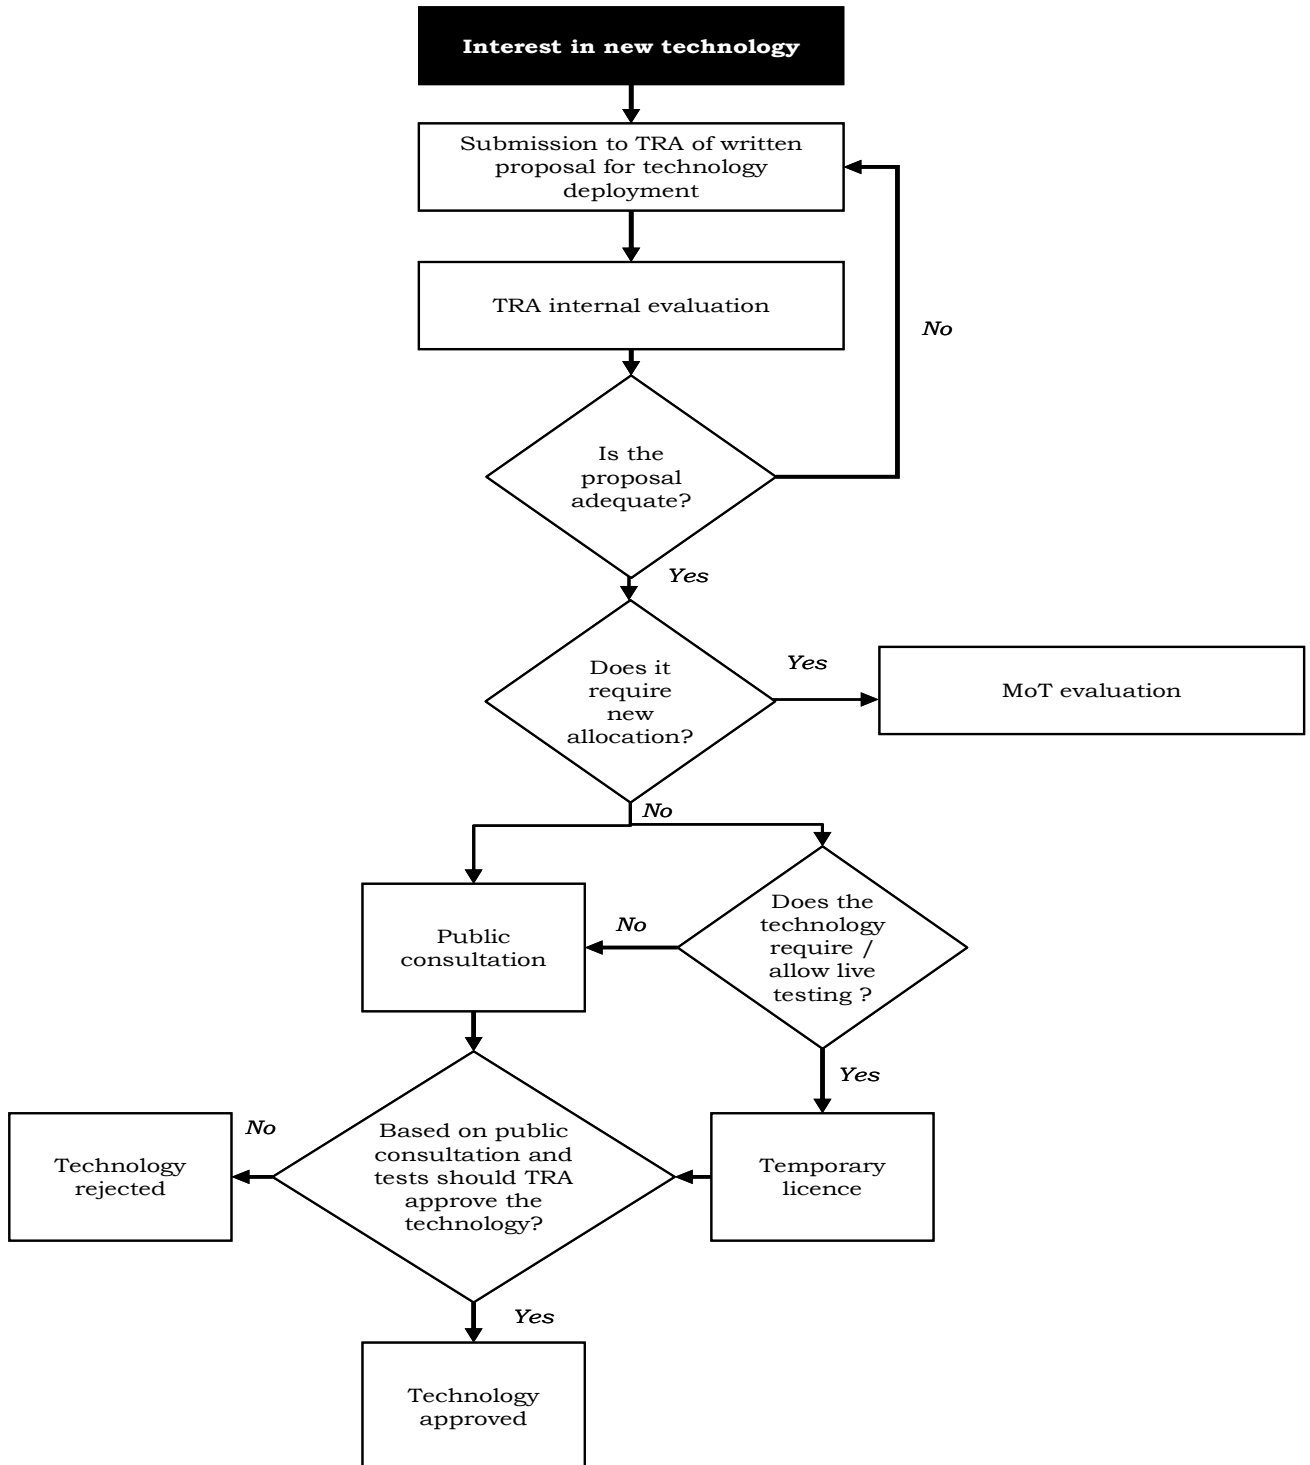 Interest in new technology
Submission to TRA of written
proposal for technology
deployment
TRA internal evaluation
No
Is the
proposal
adequate?
Yes
Does it
require
new
allocation?
Yes
MoT evaluation
No
Public
consultation
No
Does the
technology
require /
allow live
testing ?
Yes
No
Technology
rejected
Based on public
consultation and
tests should TRA
approve the
technology?
Temporary
licence
Yes
Technology
approved